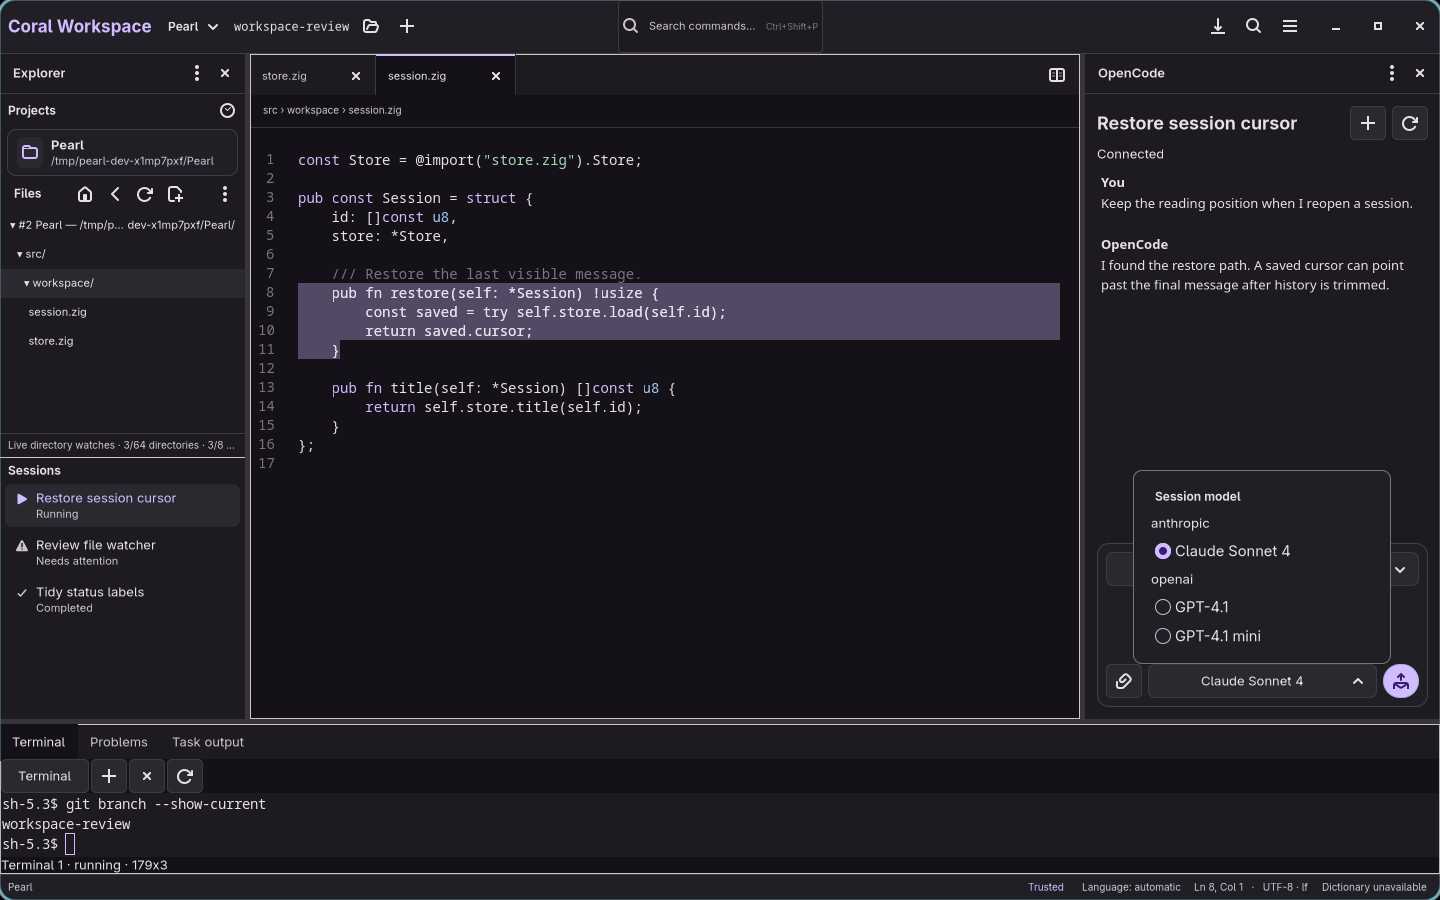 Coral Workspace Pearl workspace-review Search commands... Ctrl+Shift+P
Explorer
Projects
Pearl
/tmp/pearl-dev-x1mp7pxf/Pearl
Files
▾ #2 Pearl — /tmp/p... dev-x1mp7pxf/Pearl/
▾ src/
▾ workspace/
session.zig
store.zig
Live directory watches · 3/64 directories · 3/8 ...
Sessions
Restore session cursor
Running
Review file watcher
Needs attention
Tidy status labels
Completed
store.zig
session.zig
src › workspace › session.zig
1 const Store = @import("store.zig").Store;
2
3 pub const Session = struct {
4 id: []const u8,
5 store: *Store,
6
7 /// Restore the last visible message.
8 pub fn restore(self: *Session) !usize {
9 const saved = try self.store.load(self.id);
10 return saved.cursor;
11 }
12
13 pub fn title(self: *Session) []const u8 {
14 return self.store.title(self.id);
15 }
16 };
17
OpenCode
Restore session cursor
Connected
You
Keep the reading position when I reopen a session.
OpenCode
I found the restore path. A saved cursor can point
past the final message after history is trimmed.
Session model
anthropic
Claude Sonnet 4
openai
GPT-4.1
GPT-4.1 mini
Claude Sonnet 4
Terminal Problems Task output
Terminal
sh-5.3$ git branch --show-current
workspace-review
sh-5.3$
Terminal 1 · running · 179x3
Pearl Trusted Language: automatic Ln 8, Col 1 · UTF-8 · lf Dictionary unavailable